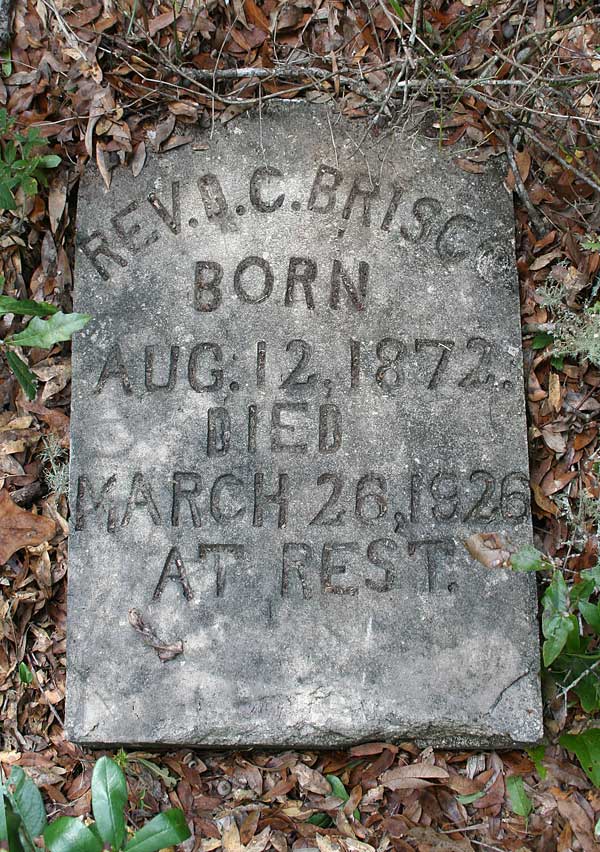 REV. D. C. BRISCO
BORN
AUG. 12, 1872.
DIED
MARCH 26, 1926
AT REST.